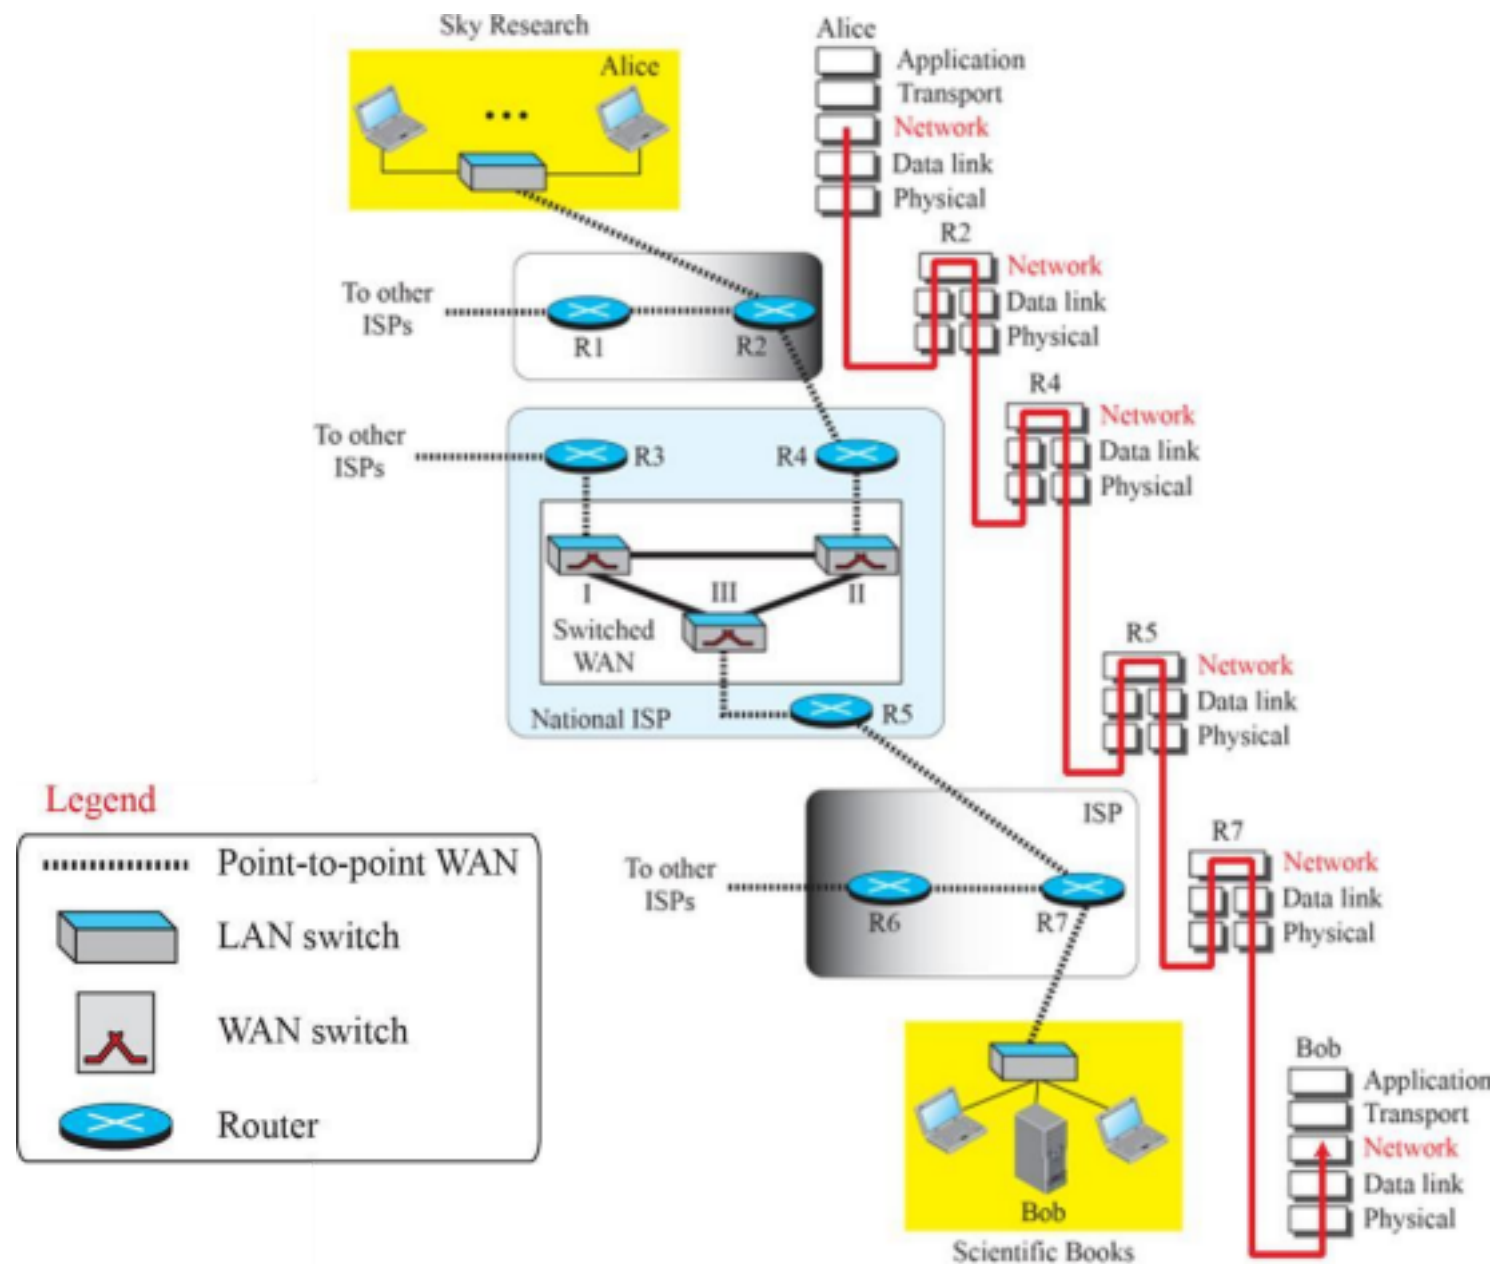 Sky Research
Alice
Alice
Application
Transport
Network
Data link
Physical
R2
Network
Data link
Physical
To other
ISPs
R1
R2
R4
Network
Data link
Physical
To other
ISPs
R3
R4
I
III
II
Switched
WAN
National ISP
R5
R5
Network
Data link
Physical
Legend
Point-to-point WAN
LAN switch
WAN switch
Router
ISP
To other
ISPs
R6
R7
R7
Network
Data link
Physical
Bob
Scientific Books
Bob
Application
Transport
Network
Data link
Physical